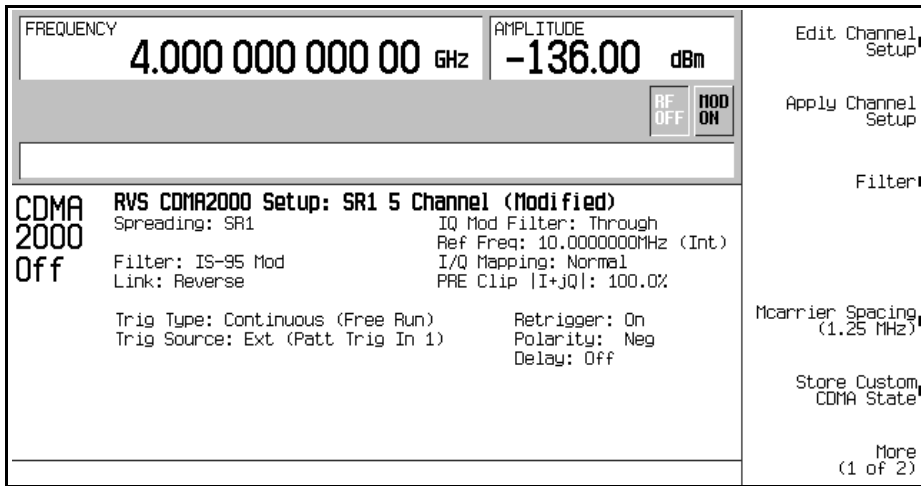 FREQUENCY
4.000 000 000 00 GHz
AMPLITUDE
-136.00 dBm
RF
OFF
MOD
ON
CDMA
2000
Off
RVS CDMA2000 Setup: SR1 5 Channel (Modified)
Spreading: SR1
IQ Mod Filter: Through
Ref Freq: 10.0000000MHz (Int)
Filter: IS-95 Mod
I/Q Mapping: Normal
Link: Reverse
PRE Clip |I+jQ|: 100.0%
Trig Type: Continuous (Free Run)
Retrigger: On
Trig Source: Ext (Patt Trig In 1)
Polarity: Neg
Delay: Off
Edit Channel
Setup
Apply Channel
Setup
Filter
Mcarrier Spacing
(1.25 MHz)
Store Custom
CDMA State
More
(1 of 2)